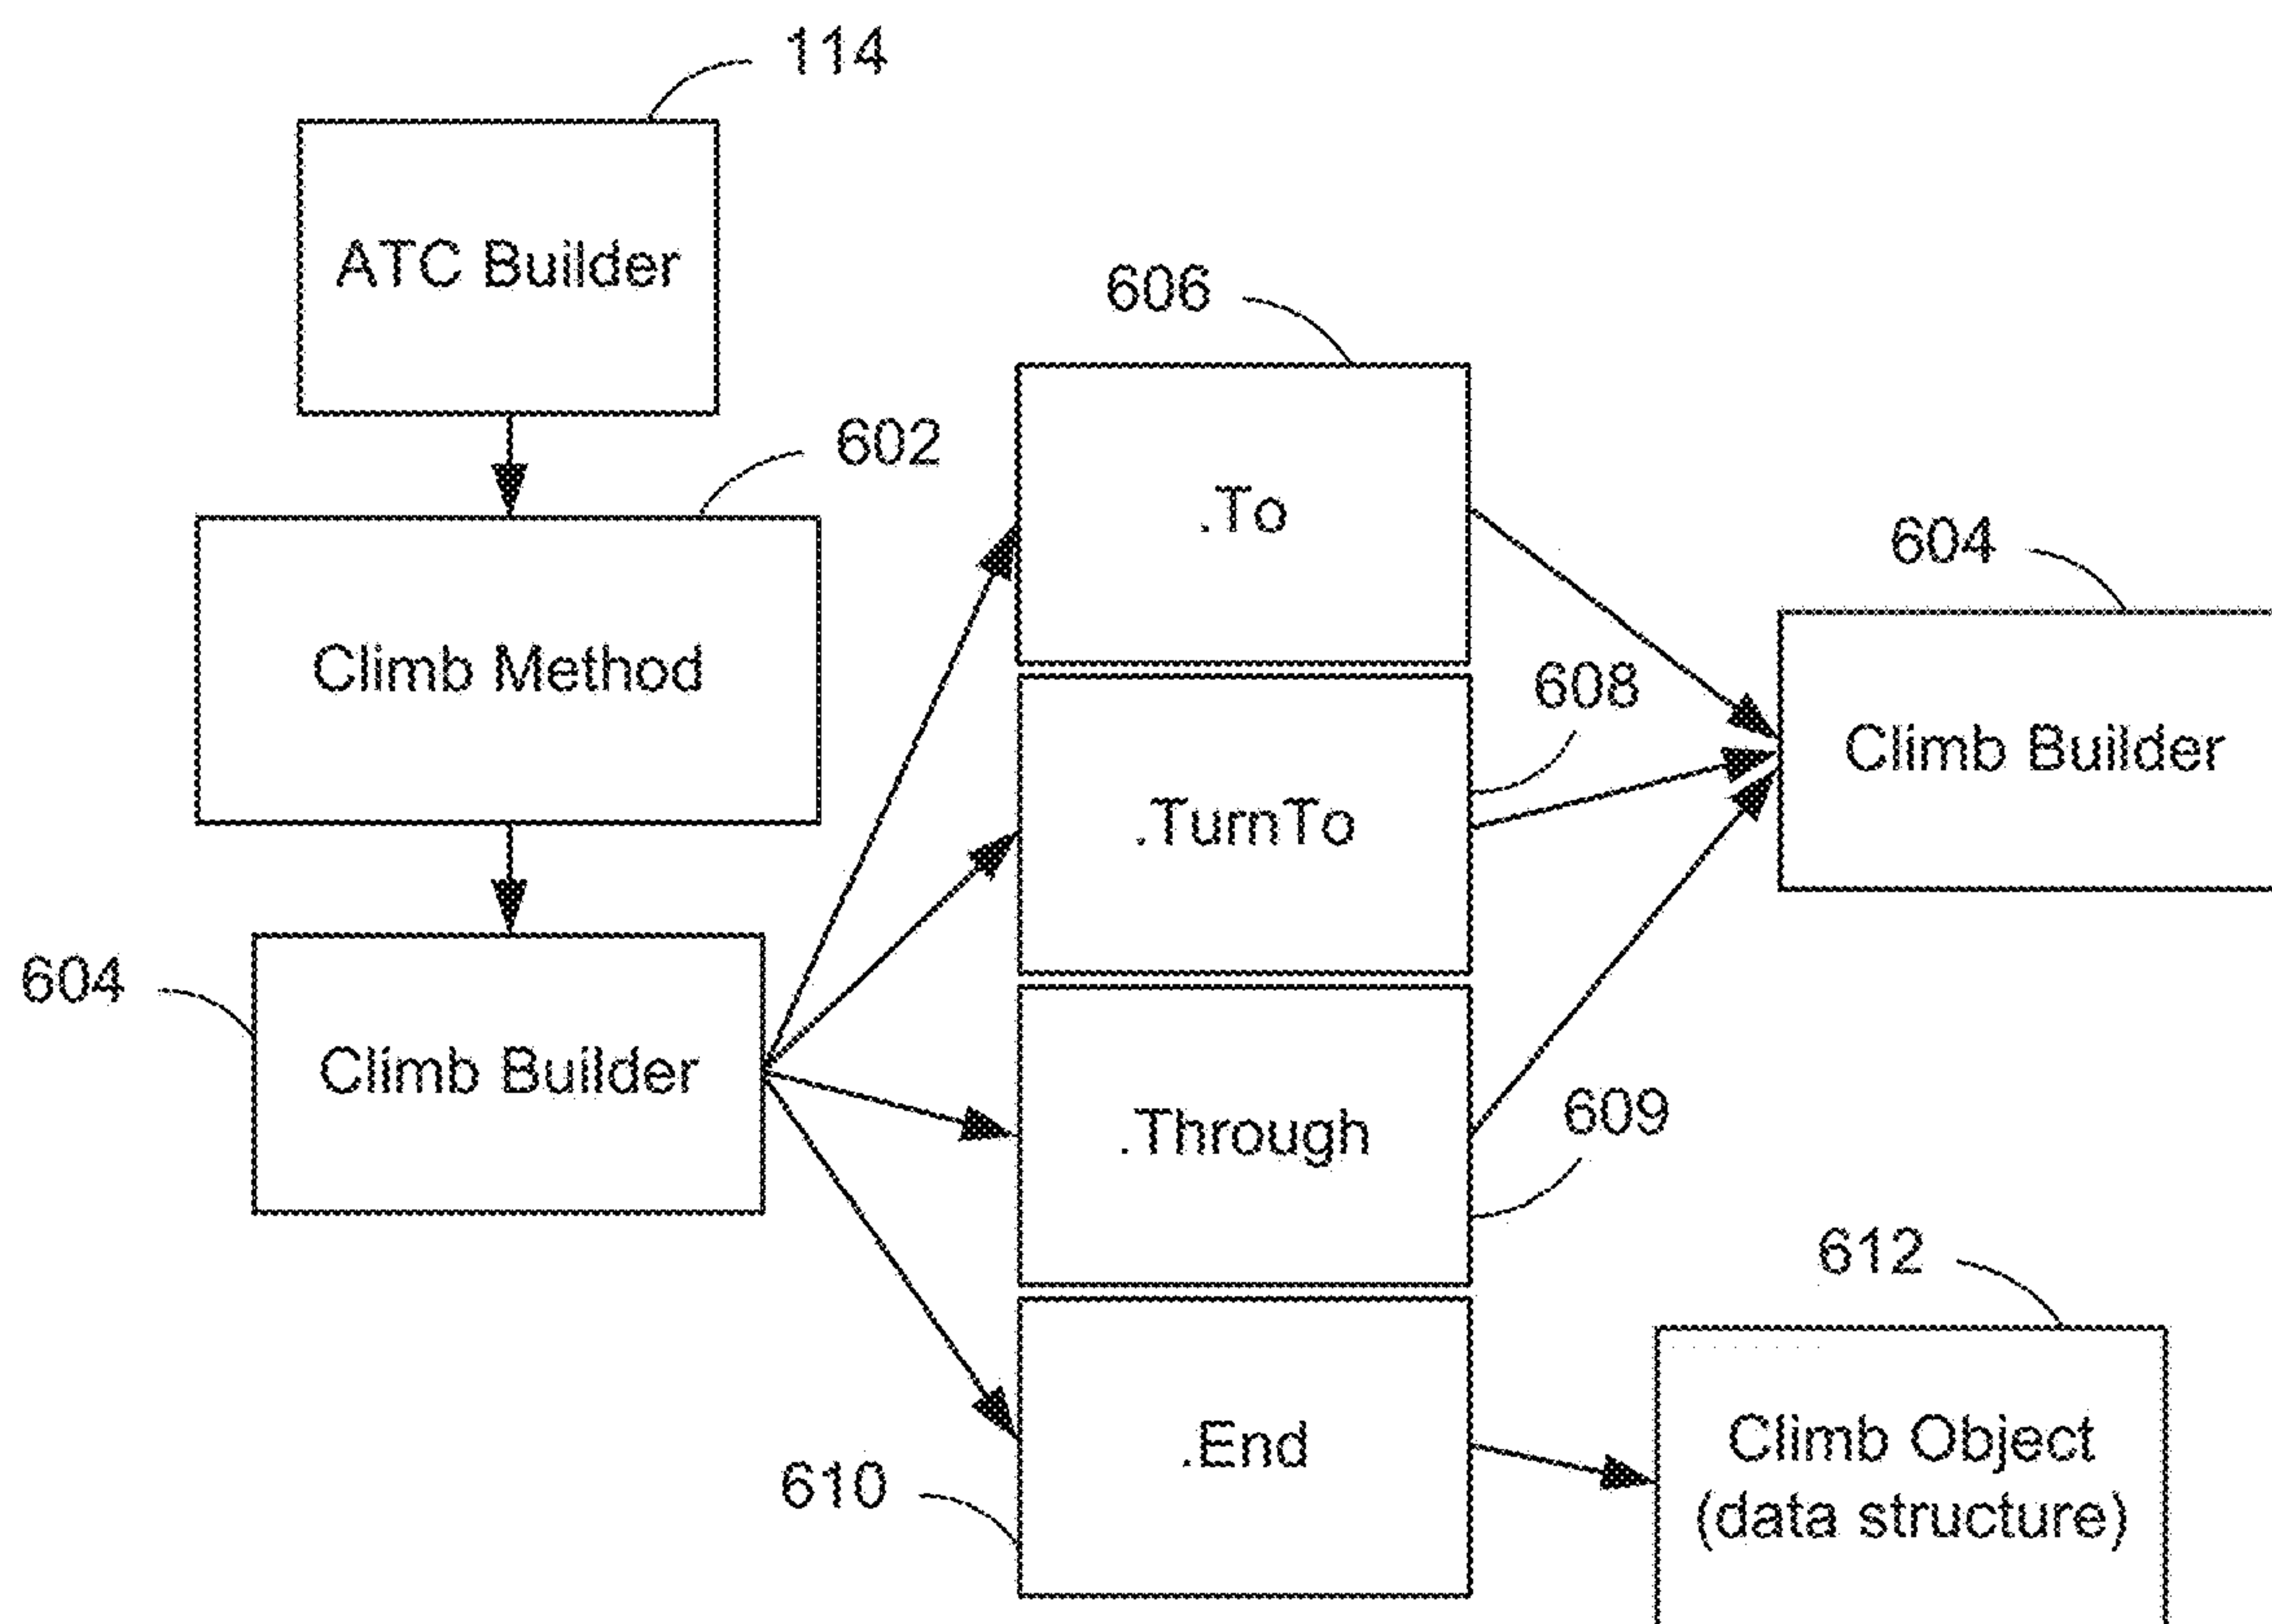 114
ATC Builder
606
602
.To
604
Climb Method
608
Climb Builder
.TurnTo
604
Climb Builder
.Through
609
612
.End
610
Climb Object
(data structure)